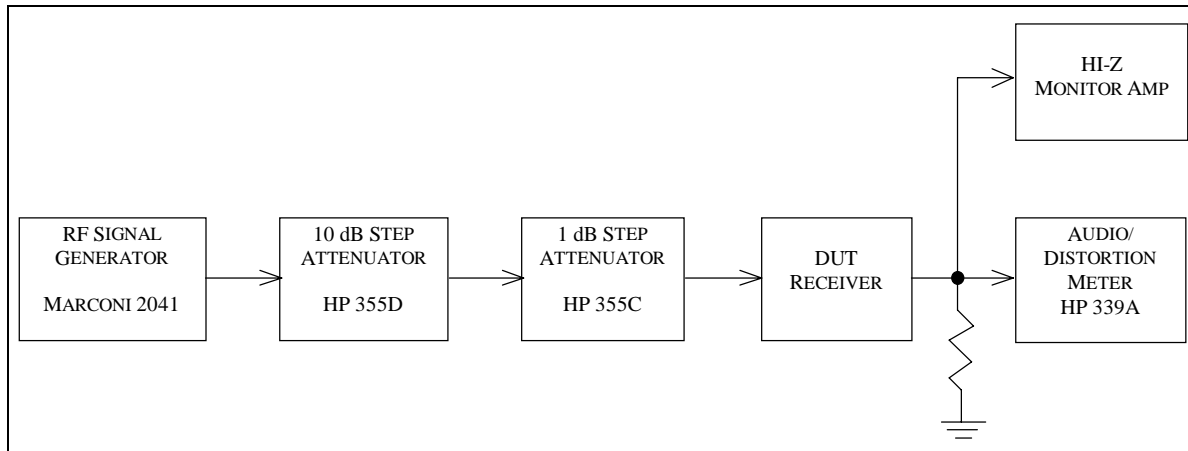 HI-Z
MONITOR AMP
RF SIGNAL
GENERATOR
MARCONI 2041
10 dB STEP
ATTENUATOR
HP 355D
1 dB STEP
ATTENUATOR
HP 355C
DUT
RECEIVER
AUDIO/
DISTORTION
METER
HP 339A